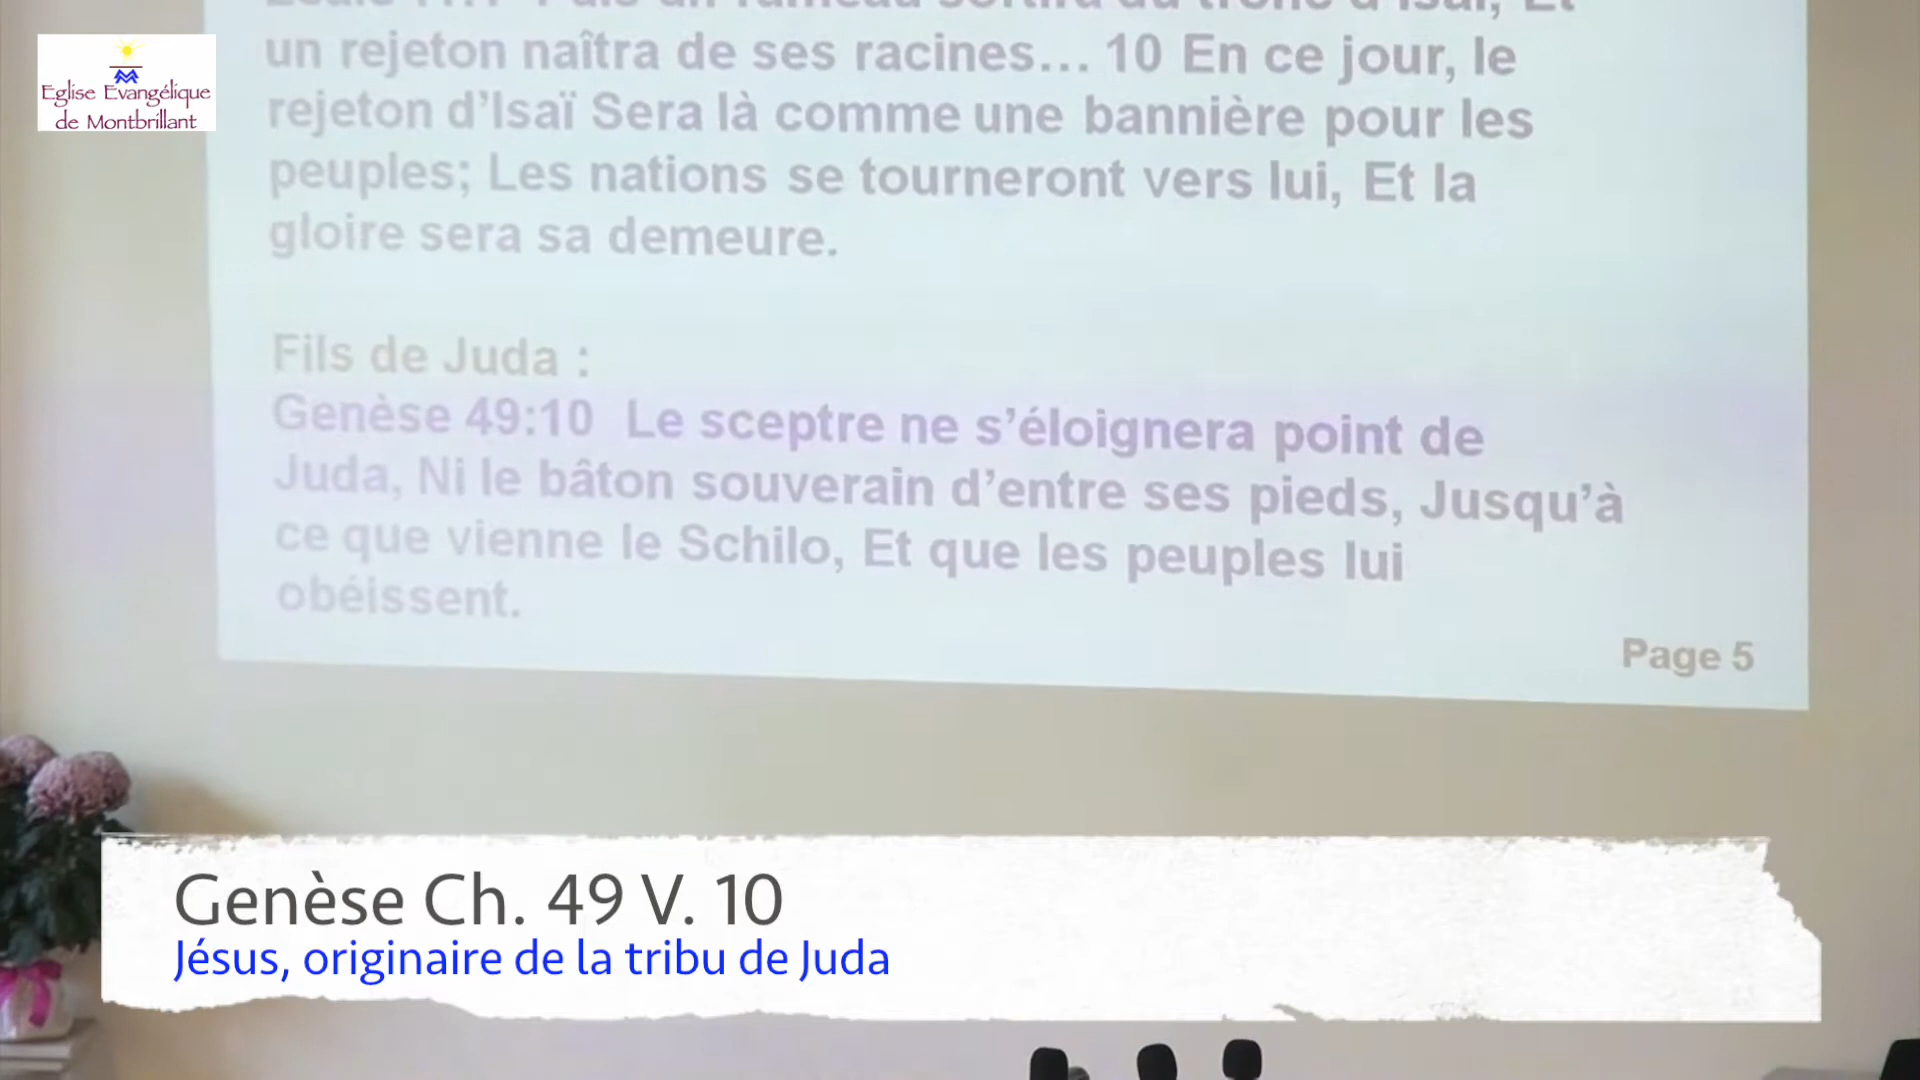 Eglise Evangélique
de Montbrillant
un rejeton naîtra de ses racines... 10 En ce jour, le
rejeton d'Isaï Sera là comme une bannière pour les
peuples; Les nations se tourneront vers lui, Et la
gloire sera sa demeure.
Fils de Juda :
Genèse 49:10 Le sceptre ne s'éloignera point de
Juda, Ni le bâton souverain d'entre ses pieds, Jusqu'à
ce que vienne le Schilo, Et que les peuples lui
obéissent.
Page 5
Genèse Ch. 49 V. 10
Jésus, originaire de la tribu de Juda